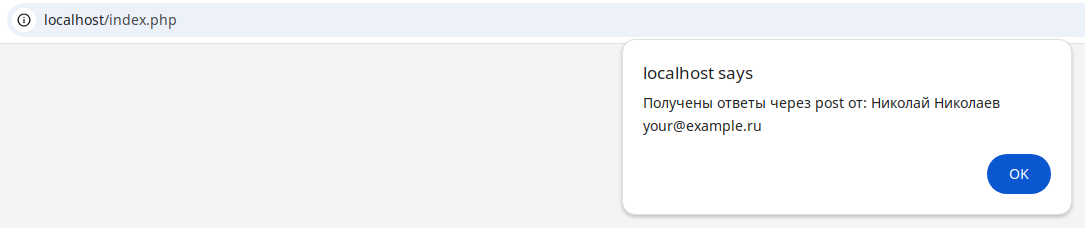 localhost/index.php
localhost says
Получены ответы через post от: Николай Николаев
your@example.ru
OK